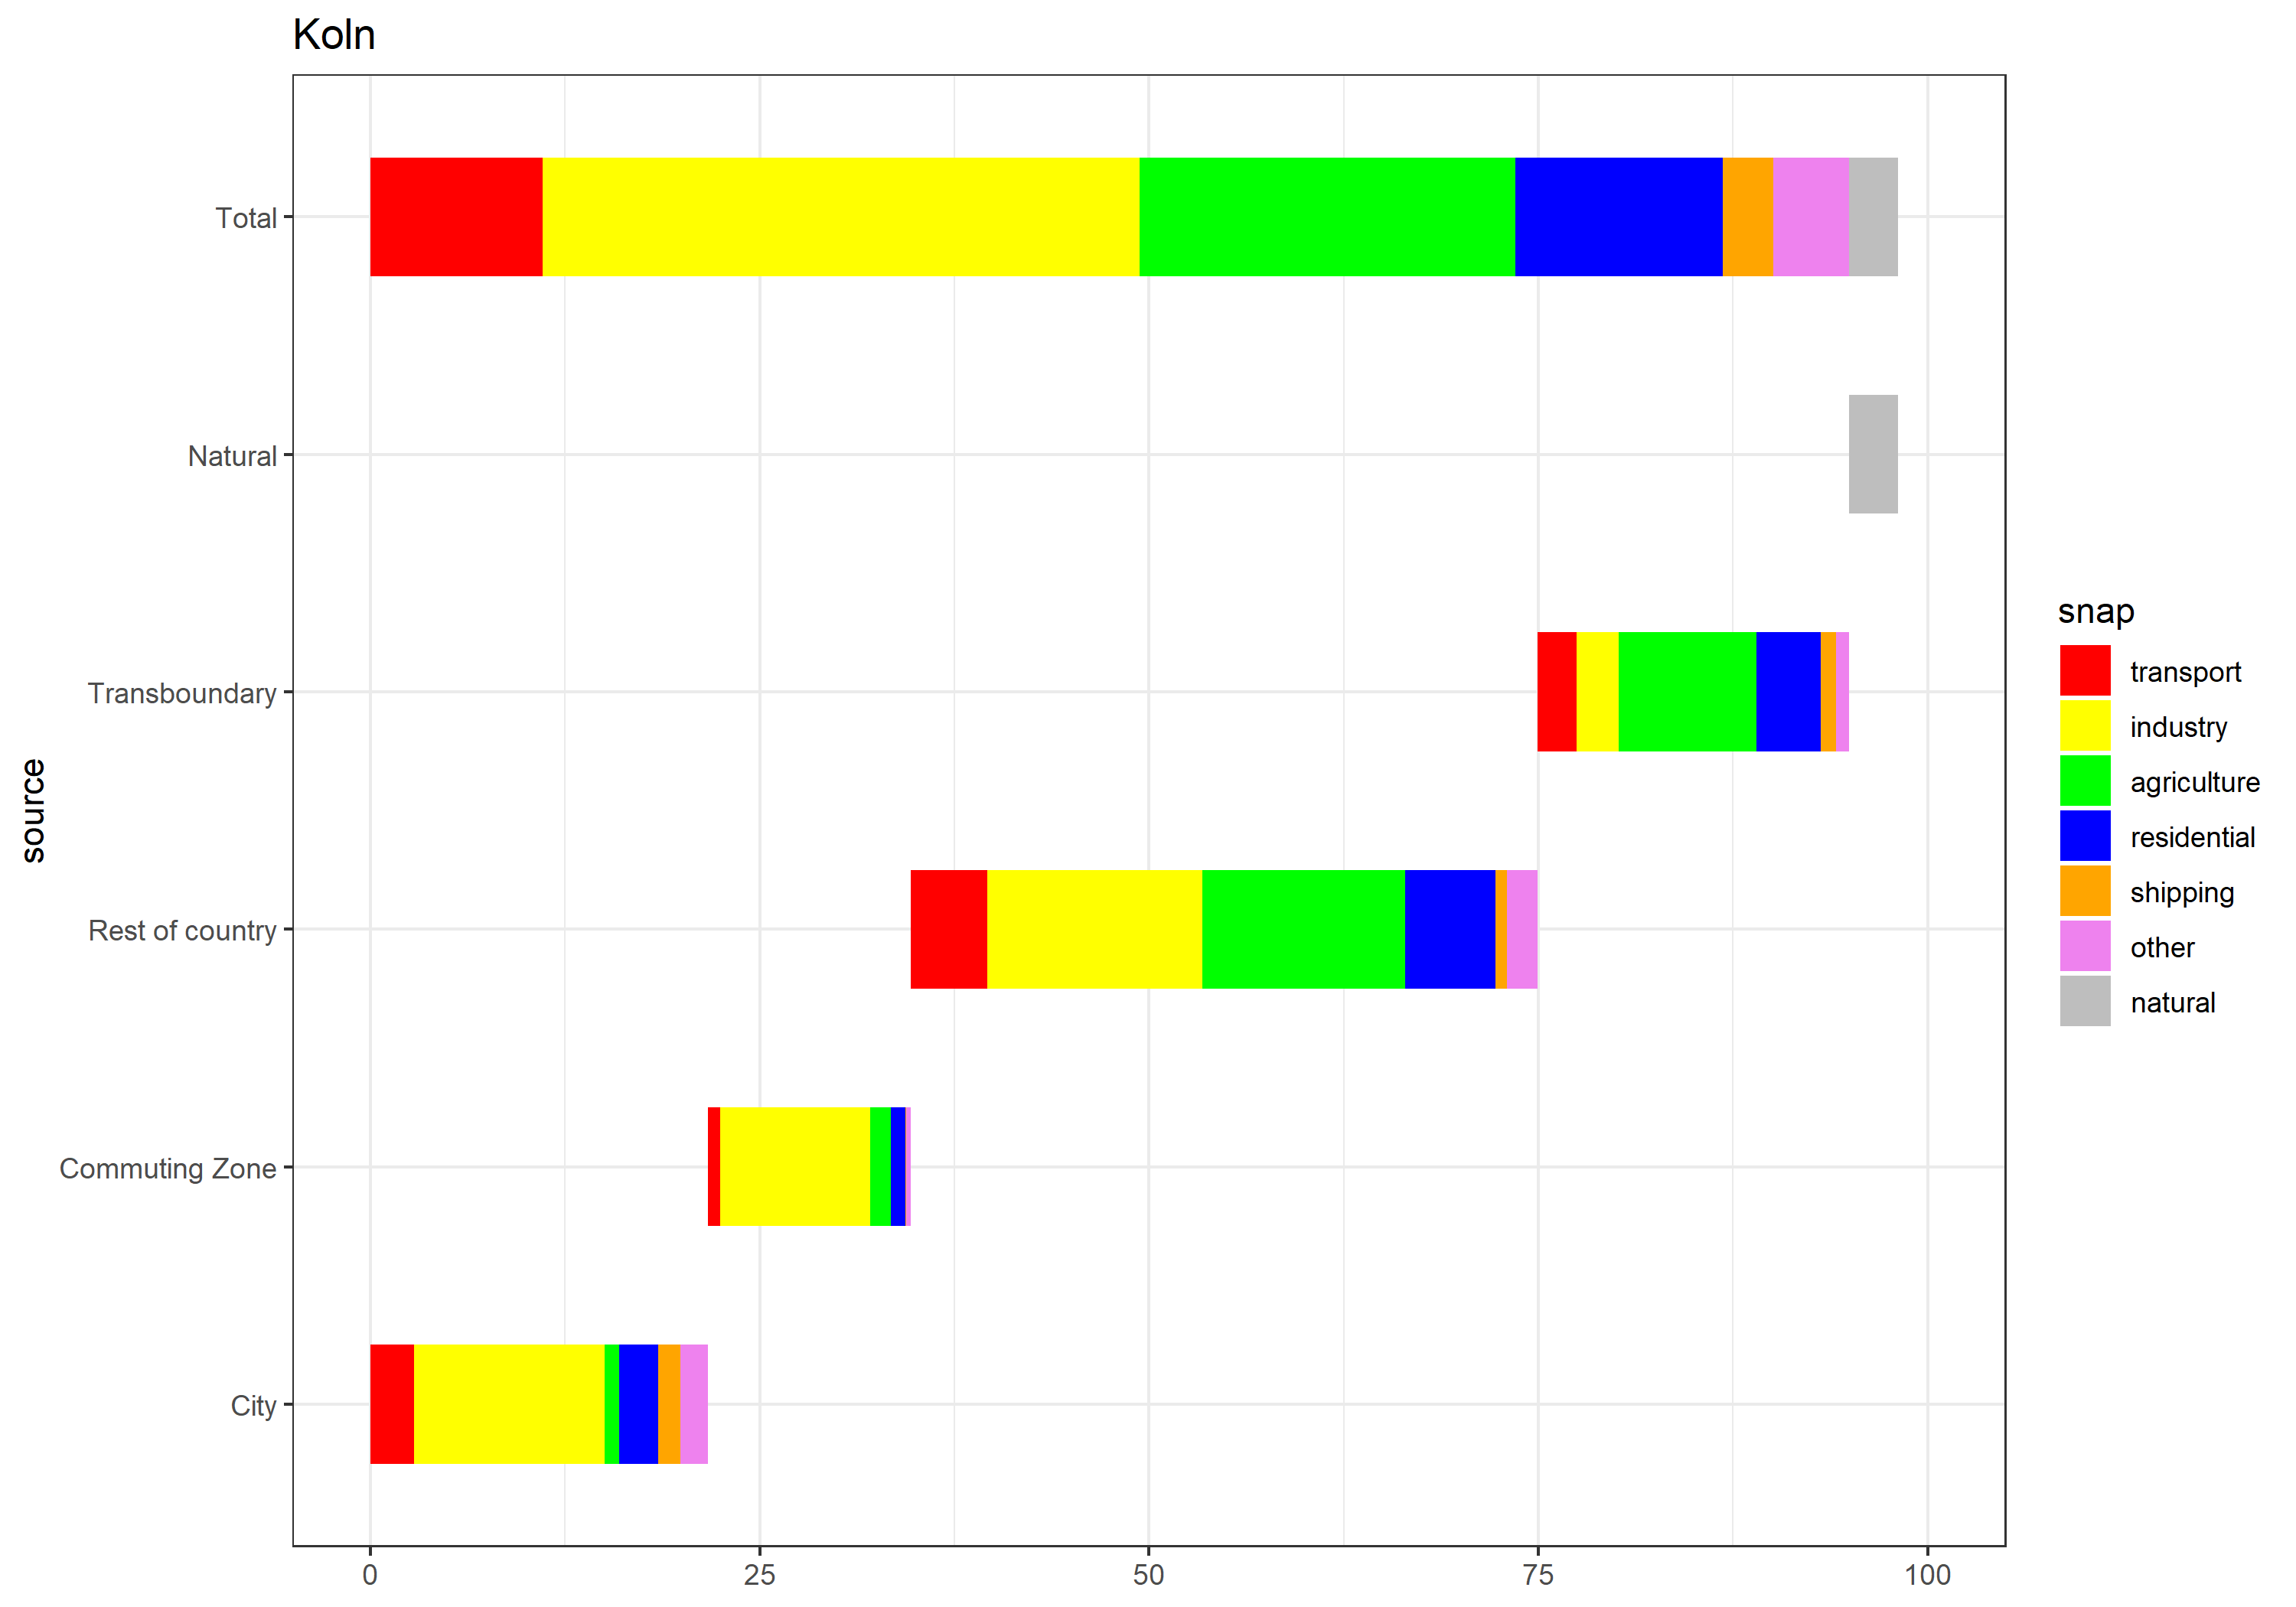 Koln
Total
Natural
Transboundary
Rest of country
Commuting Zone
City
source
0 25 50 75 100
snap
transport
industry
agriculture
residential
shipping
other
natural